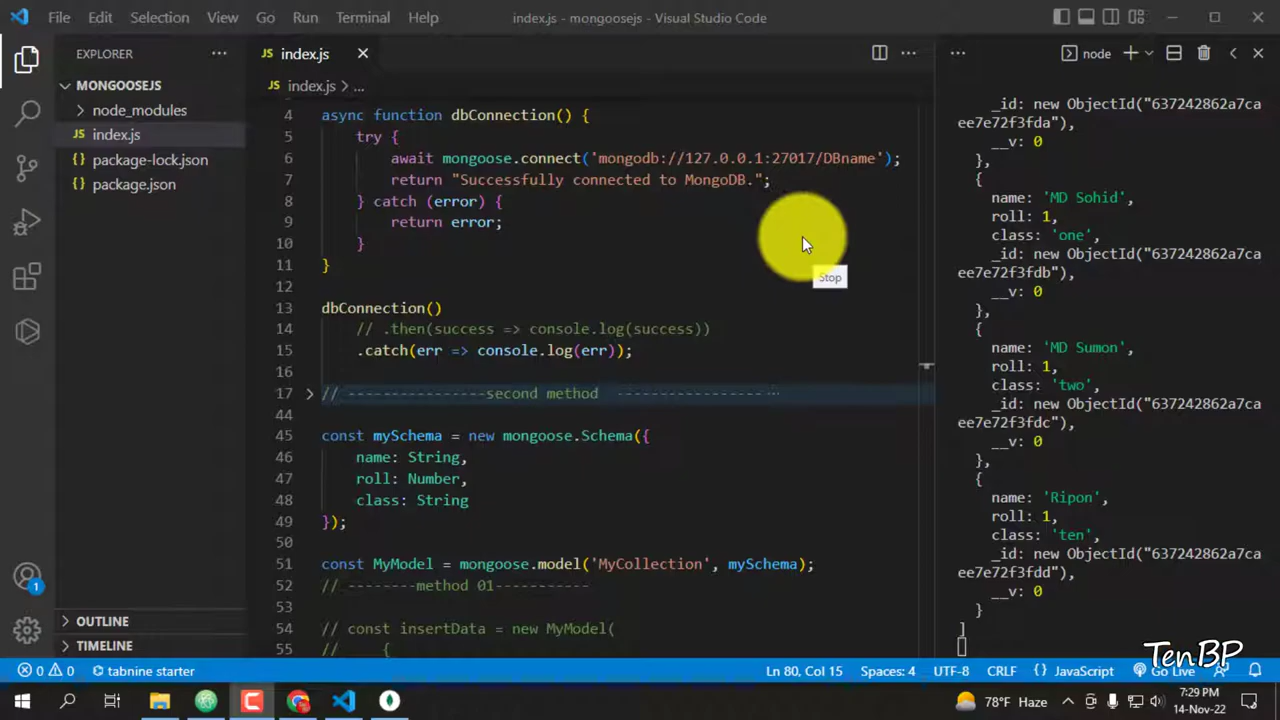 File Edit Selection View Go Run Terminal Help
index.js - mongoosejs - Visual Studio Code
EXPLORER
MONGOOSEJS
node_modules
JS index.js
{} package-lock.json
{} package.json
OUTLINE
TIMELINE
JS index.js
JS index.js > ...
4 async function dbConnection() {
5 try {
6 await mongoose.connect('mongodb://127.0.0.1:27017/DBname');
7 return "Successfully connected to MongoDB.";
8 } catch (error) {
9 return error;
10 }
11 }
12
13 dbConnection()
14 // .then(success => console.log(success))
15 .catch(err => console.log(err));
16
17 // ----------------second method -----------------
44
45 const mySchema = new mongoose.Schema({
46 name: String,
47 roll: Number,
48 class: String
49 });
50
51 const MyModel = mongoose.model('MyCollection', mySchema);
52 // --------method 01-----------
53
54 // const insertData = new MyModel(
55 // {
Stop
node
_id: new ObjectId("637242862a7ca
ee7e72f3fda"),
__v: 0
},
{
name: 'MD Sohid',
roll: 1,
class: 'one',
_id: new ObjectId("637242862a7ca
ee7e72f3fdb"),
__v: 0
},
{
name: 'MD Sumon',
roll: 1,
class: 'two',
_id: new ObjectId("637242862a7ca
ee7e72f3fdc"),
__v: 0
},
{
name: 'Ripon',
roll: 1,
class: 'ten',
_id: new ObjectId("637242862a7ca
ee7e72f3fdd"),
__v: 0
}
]
TenBP
1
0 0 tabnine starter
Ln 80, Col 15 Spaces: 4 UTF-8 CRLF {} JavaScript Go Live
78°F Haze
7:29 PM
14-Nov-22